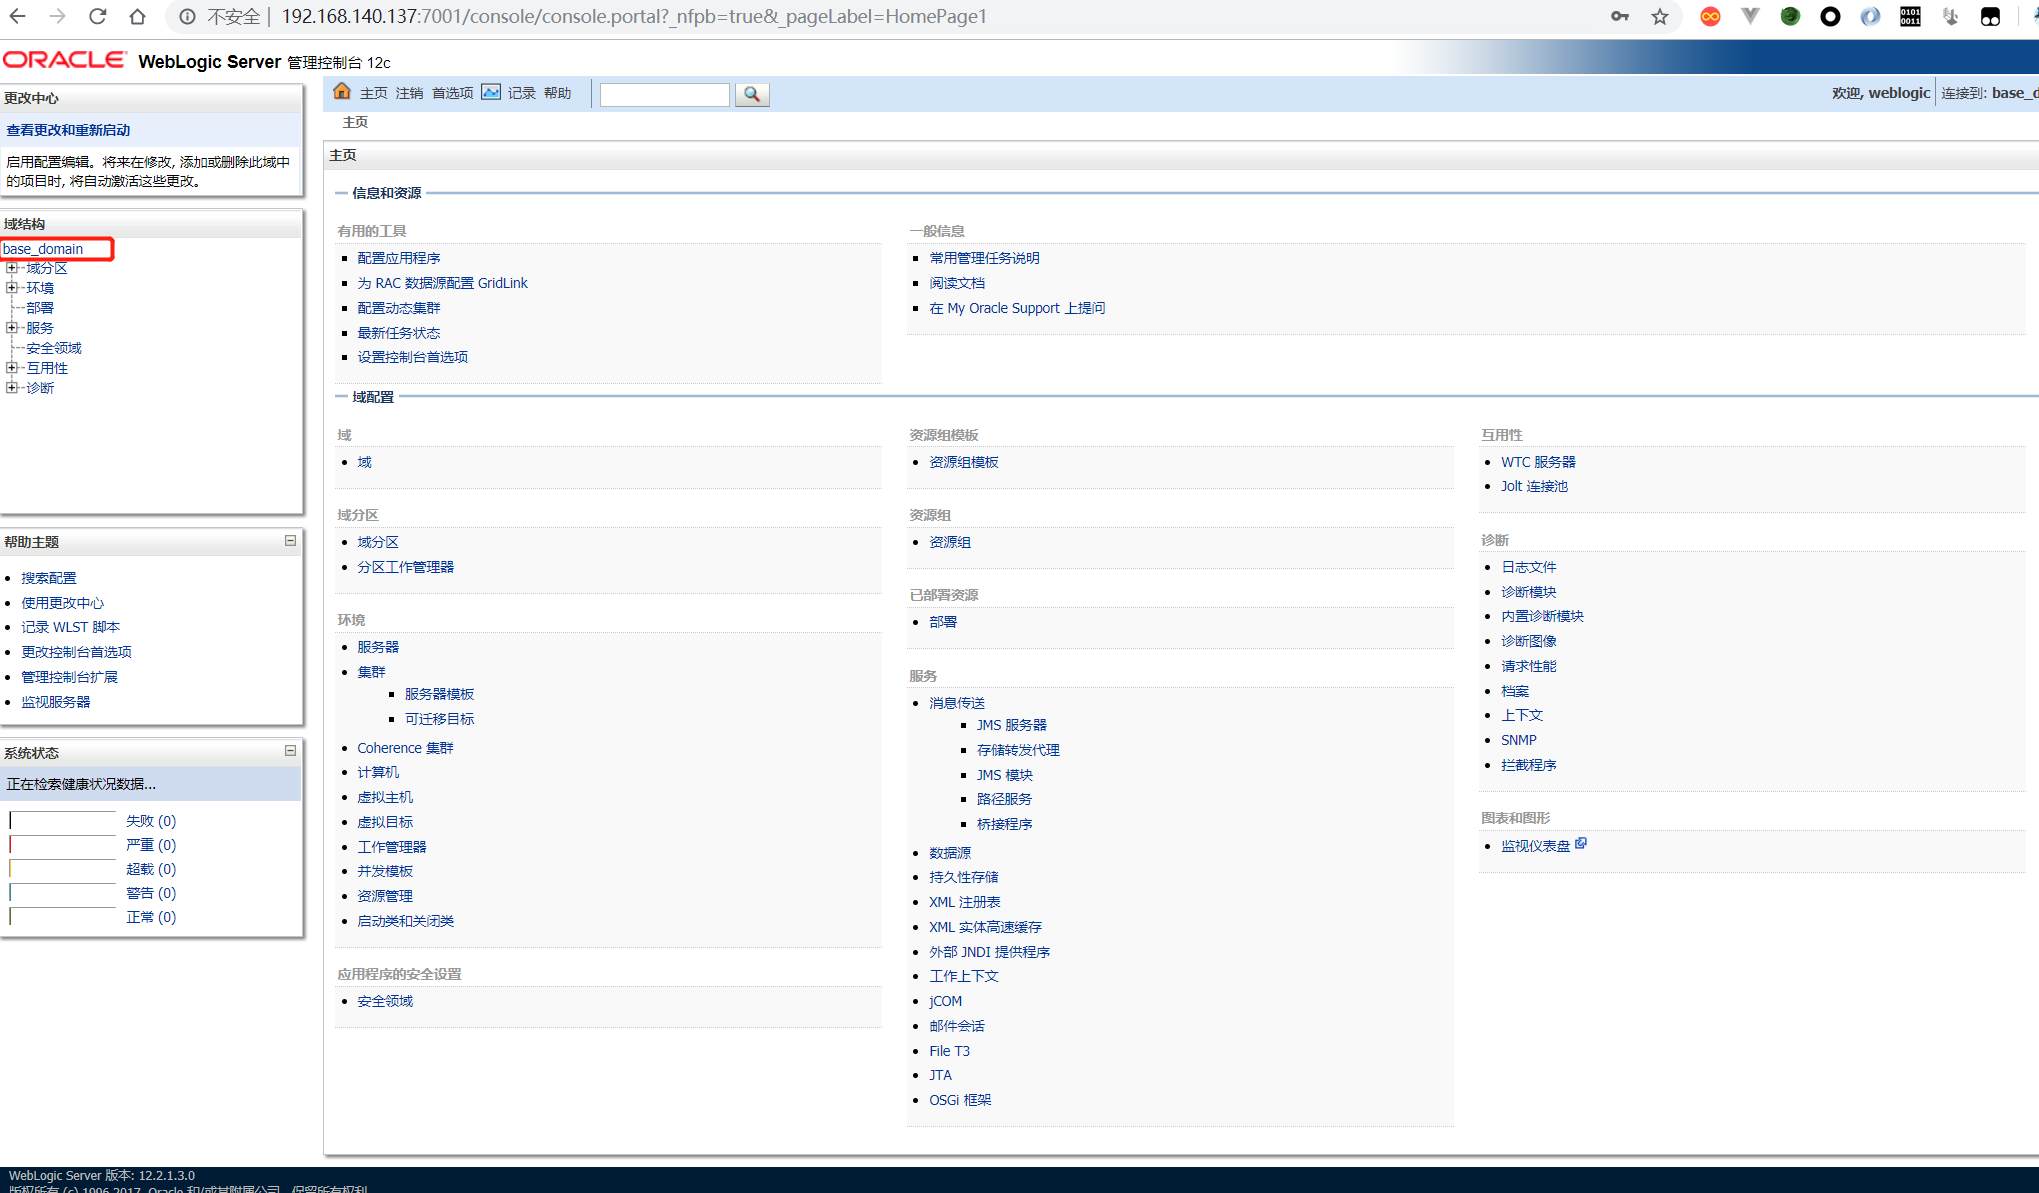 不安全 | 192.168.140.137:7001/console/console.portal?_nfpb=true&_pageLabel=HomePage1
ORACLE WebLogic Server 管理控制台 12c
更改中心
查看更改和重新启动
启用配置编辑。将来在修改, 添加或删除此域中
的项目时, 将自动激活这些更改。
域结构
base_domain
域分区
环境
部署
服务
安全领域
互用性
诊断
帮助主题
搜索配置
使用更改中心
记录 WLST 脚本
更改控制台首选项
管理控制台扩展
监视服务器
系统状态
正在检索健康状况数据...
失败 (0)
严重 (0)
超载 (0)
警告 (0)
正常 (0)
主页 注销 首选项 记录 帮助
欢迎, weblogic 连接到: base_d
主页
主页
信息和资源
有用的工具
配置应用程序
为 RAC 数据源配置 GridLink
配置动态集群
最新任务状态
设置控制台首选项
一般信息
常用管理任务说明
阅读文档
在 My Oracle Support 上提问
域配置
域
域
域分区
域分区
分区工作管理器
环境
服务器
集群
服务器模板
可迁移目标
Coherence 集群
计算机
虚拟主机
虚拟目标
工作管理器
并发模板
资源管理
启动类和关闭类
应用程序的安全设置
安全领域
资源组模板
资源组模板
资源组
资源组
已部署资源
部署
服务
消息传送
JMS 服务器
存储转发代理
JMS 模块
路径服务
桥接程序
数据源
持久性存储
XML 注册表
XML 实体高速缓存
外部 JNDI 提供程序
工作上下文
jCOM
邮件会话
File T3
JTA
OSGi 框架
互用性
WTC 服务器
Jolt 连接池
诊断
日志文件
诊断模块
内置诊断模块
诊断图像
请求性能
档案
上下文
SNMP
拦截程序
图表和图形
监视仪表盘
WebLogic Server 版本: 12.2.1.3.0
版权所有 (c) 1996,2017, Oracle 和/或其附属公司。保留所有权利。